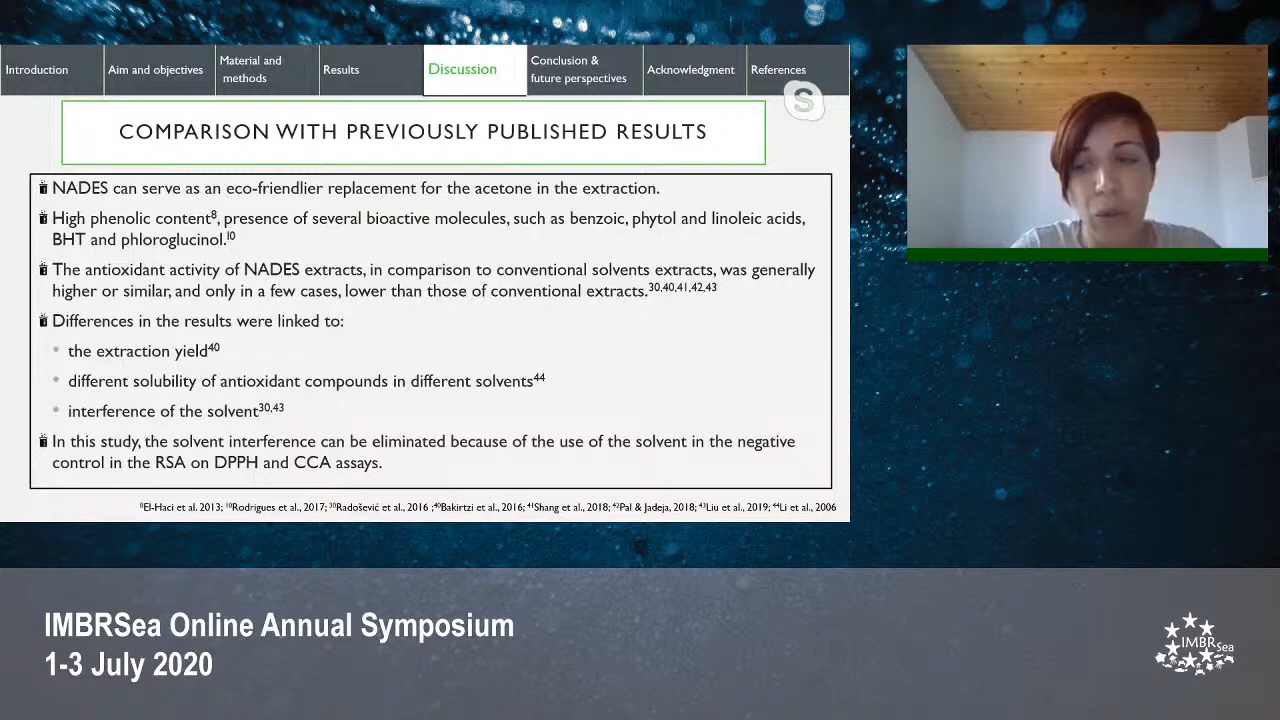 Introduction
Aim and objectives
Material and
methods
Results
Discussion
Conclusion &
future perspectives
Acknowledgment
References
S
COMPARISON WITH PREVIOUSLY PUBLISHED RESULTS
NADES can serve as an eco-friendlier replacement for the acetone in the extraction.
High phenolic content⁸, presence of several bioactive molecules, such as benzoic, phytol and linoleic acids,
BHT and phloroglucinol.¹⁰
The antioxidant activity of NADES extracts, in comparison to conventional solvents extracts, was generally
higher or similar, and only in a few cases, lower than those of conventional extracts.³⁰,⁴⁰,⁴¹,⁴²,⁴³
Differences in the results were linked to:
• the extraction yield⁴⁰
• different solubility of antioxidant compounds in different solvents⁴⁴
• interference of the solvent³⁰,⁴³
In this study, the solvent interference can be eliminated because of the use of the solvent in the negative
control in the RSA on DPPH and CCA assays.
⁸El-Haci et al. 2013; ¹⁰Rodrigues et al., 2017; ³⁰Radošević et al., 2016 ;⁴⁰Bakirtzi et al., 2016; ⁴¹Shang et al., 2018; ⁴²Pal & Jadeja, 2018; ⁴³Liu et al., 2019; ⁴⁴Li et al., 2006
IMBRSea Online Annual Symposium
1-3 July 2020
IMBRSea